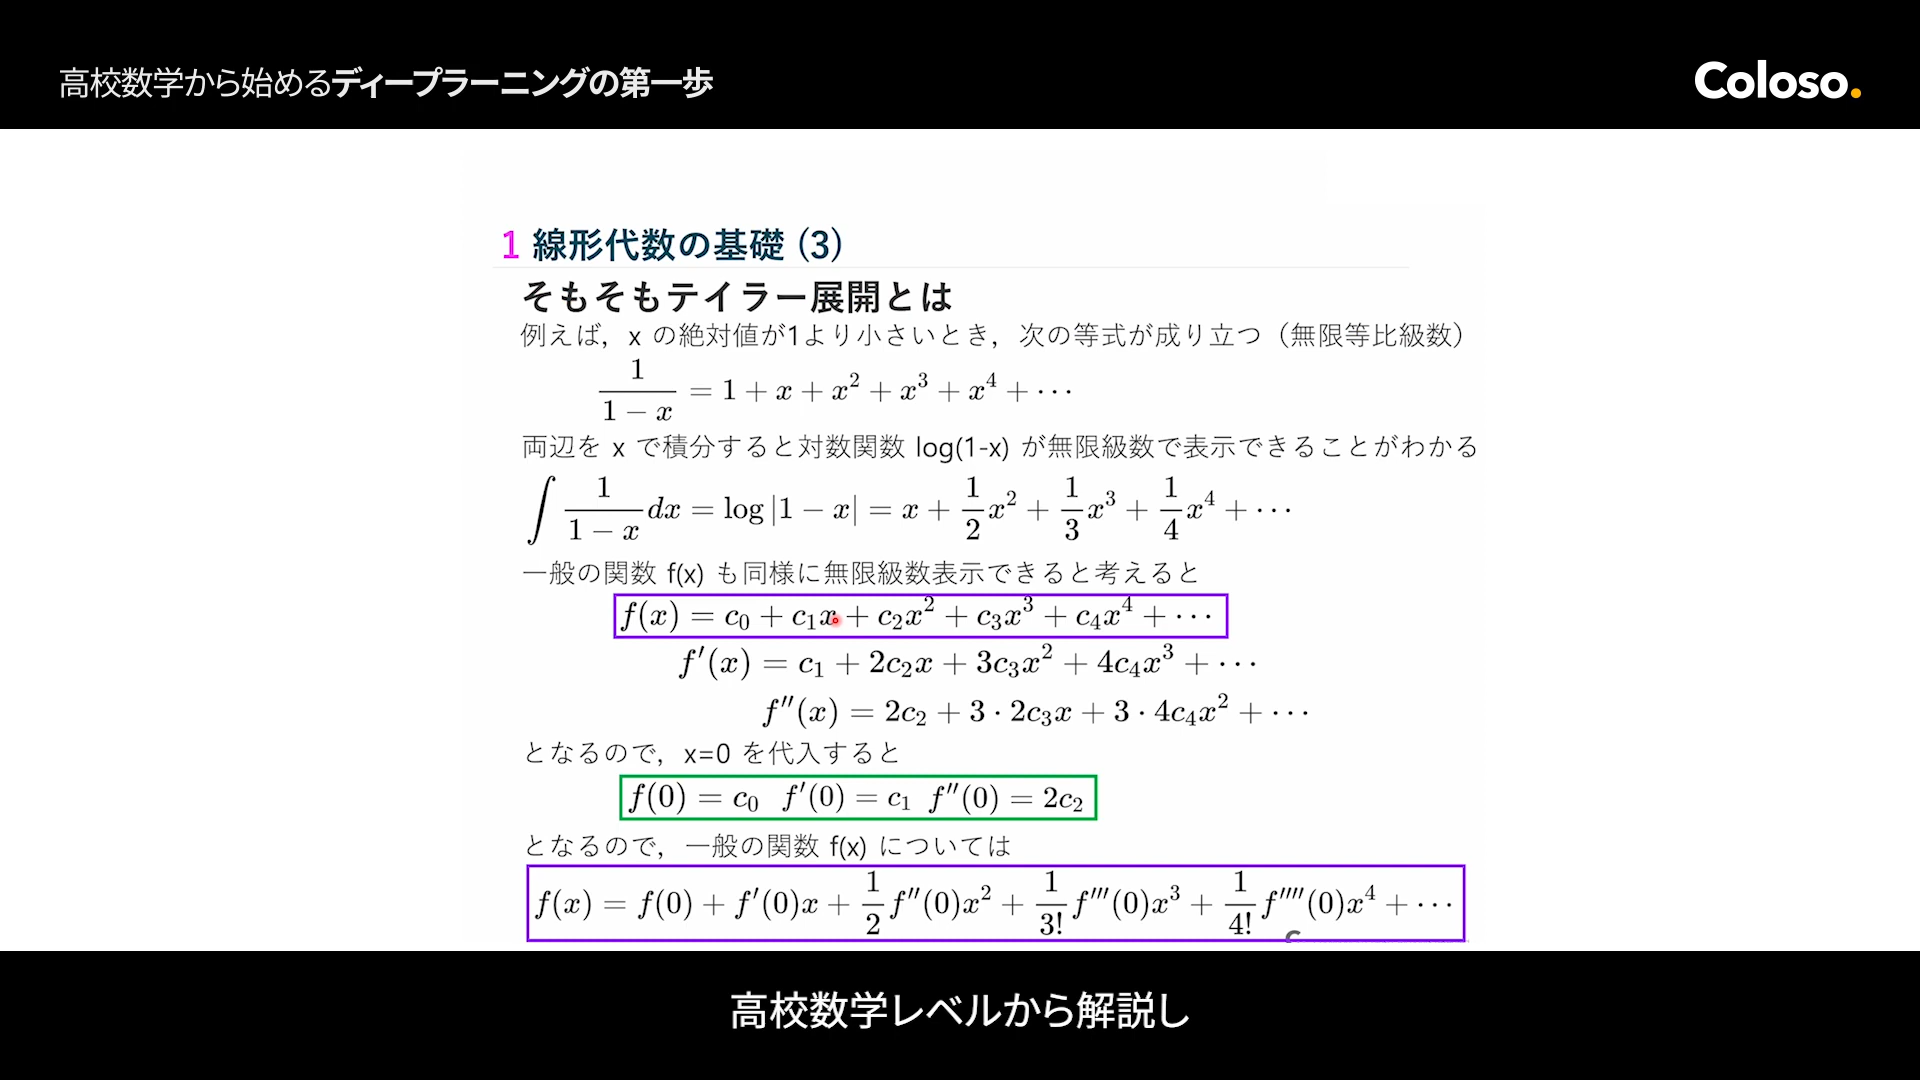 高校数学から始めるディープラーニングの第一歩
Coloso.
1 線形代数の基礎 (3)
そもそもテイラー展開とは
例えば，x の絶対値が1より小さいとき，次の等式が成り立つ（無限等比級数）
\frac{1}{1-x} = 1 + x + x^2 + x^3 + x^4 + ⋯
両辺を x で積分すると対数関数 log(1-x) が無限級数で表示できることがわかる
∫ \frac{1}{1-x} dx = log|1 − x| = x + \frac{1}{2}x^2 + \frac{1}{3}x^3 + \frac{1}{4}x^4 + ⋯
一般の関数 f(x) も同様に無限級数表示できると考えると
f(x) = c_0 + c_1x + c_2x^2 + c_3x^3 + c_4x^4 + ⋯
f′(x) = c_1 + 2c_2x + 3c_3x^2 + 4c_4x^3 + ⋯
f″(x) = 2c_2 + 3·2c_3x + 3·4c_4x^2 + ⋯
となるので，x=0 を代入すると
f(0) = c_0 f′(0) = c_1 f″(0) = 2c_2
となるので，一般の関数 f(x) については
f(x) = f(0) + f′(0)x + \frac{1}{2}f″(0)x^2 + \frac{1}{3!}f‴(0)x^3 + \frac{1}{4!}f⁗(0)x^4 + ⋯
高校数学レベルから解説し